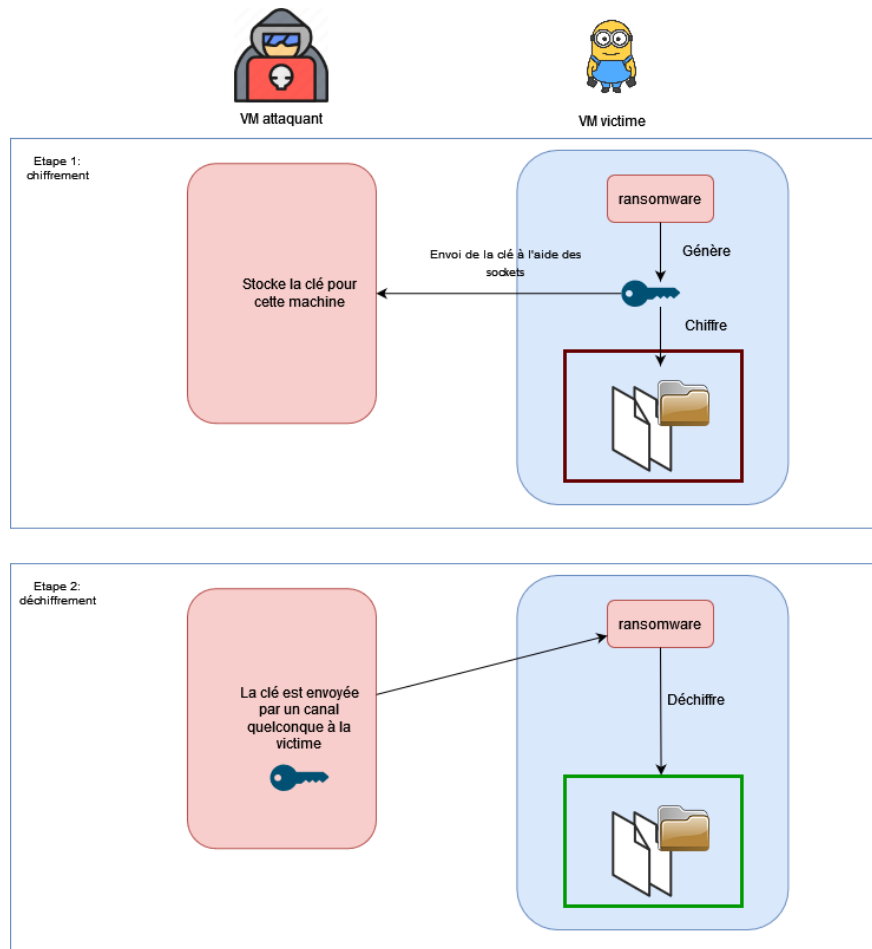 VM attaquant
VM victime
Etape 1:
chiffrement
ransomware
Génère
Envoi de la clé à l'aide des
sockets
Stocke la clé pour
cette machine
Chiffre
Etape 2:
déchiffrement
ransomware
La clé est envoyée
par un canal
quelconque à la
victime
Déchiffre